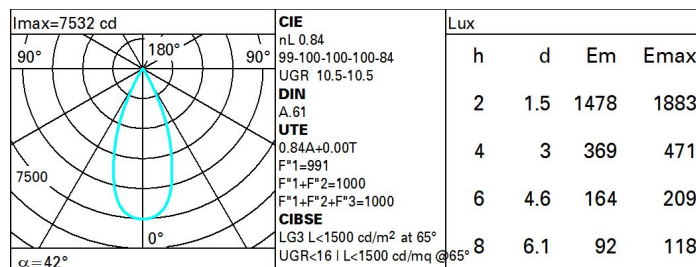 Imax=7532 cd
90° 180° 90°
7500
0°
α=42°
CIE
nL 0.84
99-100-100-100-84
UGR 10.5-10.5
DIN
A.61
UTE
0.84A+0.00T
F"1=991
F"1+F"2=1000
F"1+F"2+F"3=1000
CIBSE
LG3 L<1500 cd/m² at 65°
UGR<16 | L<1500 cd/mq @65°
Lux
h d Em Emax
2 1.5 1478 1883
4 3 369 471
6 4.6 164 209
8 6.1 92 118